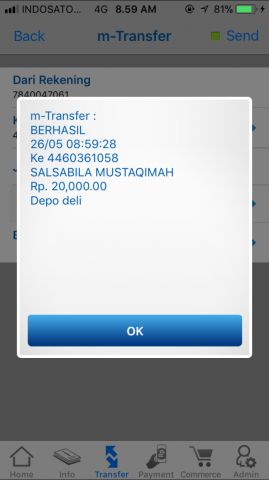 INDOSATO... 4G 8.59 AM 81%
Back m-Transfer Send
Dari Rekening
7840047061
m-Transfer :
BERHASIL
26/05 08:59:28
Ke 4460361058
SALSABILA MUSTAQIMAH
Rp. 20,000.00
Depo deli
OK
Home Info Transfer Payment Commerce Admin